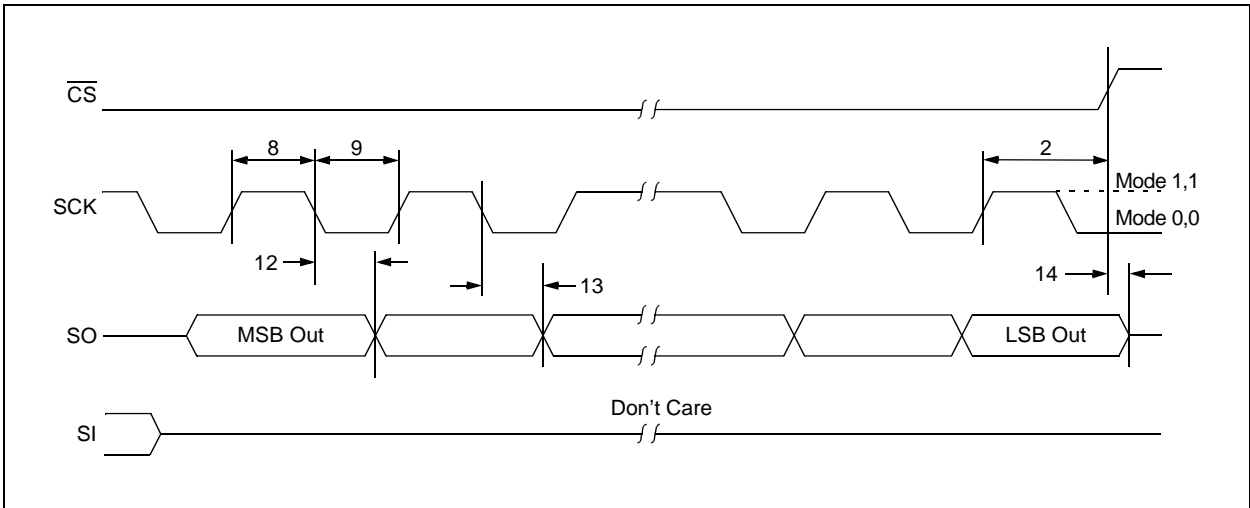 CS
8
9
2
SCK
Mode 1,1
Mode 0,0
12
13
14
SO
MSB Out
LSB Out
Don't Care
SI